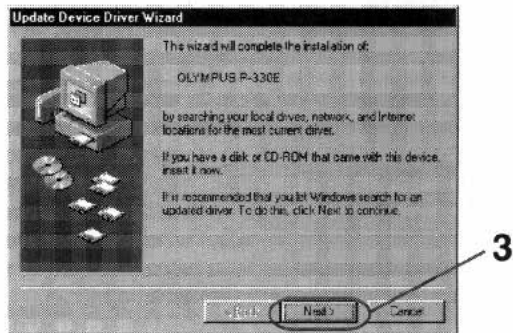 Update Device Driver Wizard
This wizard will complete the installation of:
OLYMPUS P-330E
by searching your local drives, network, and Internet
locations for the most current driver.
If you have a disk or CD-ROM that came with this device,
insert it now.
It is recommended that you let Windows search for an
updated driver. To do this, click Next to continue.
3
< Back
Next >
Cancel